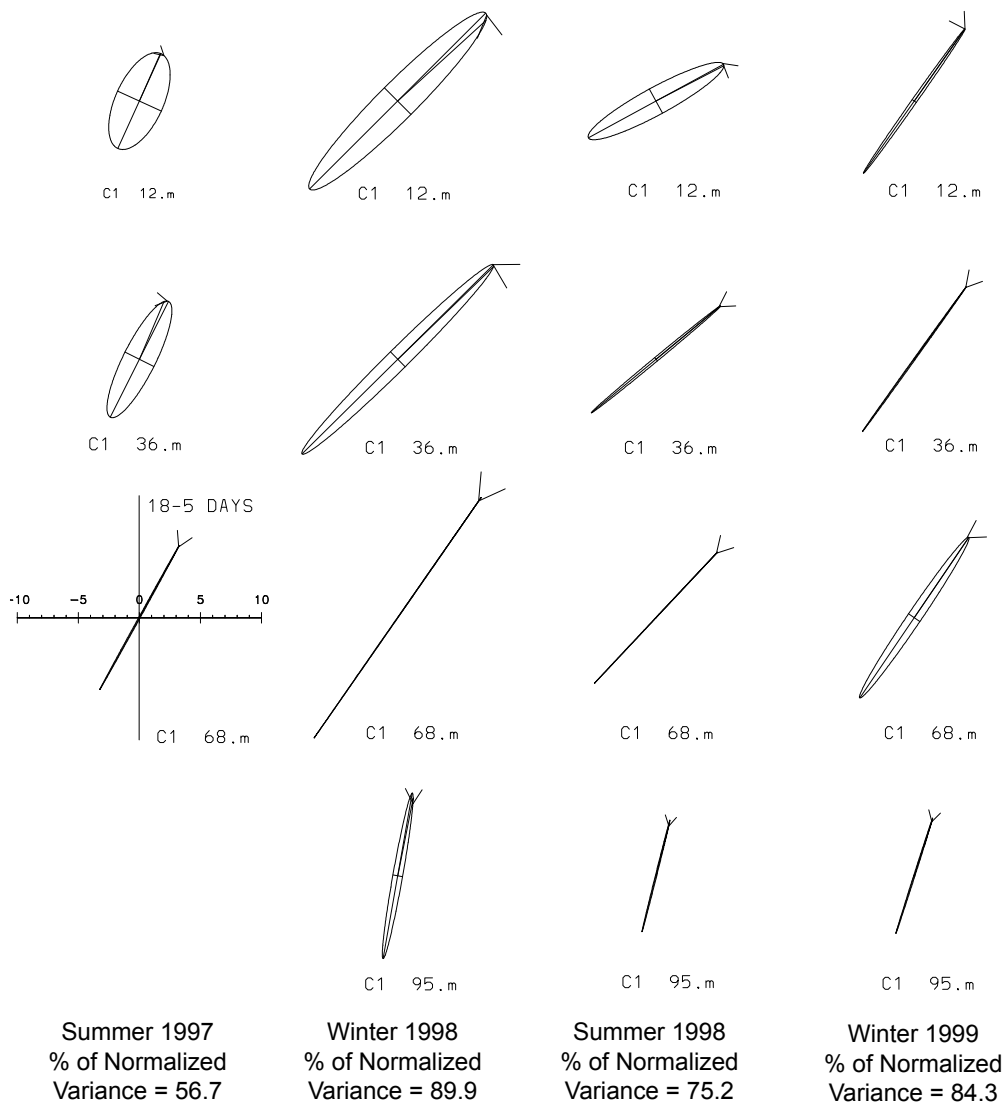 C1 12.m
C1 12.m
C1 12.m
C1 12.m
C1 36.m
C1 36.m
C1 36.m
C1 36.m
18-5 DAYS
-10 -5 0 5 10
C1 68.m
C1 68.m
C1 68.m
C1 68.m
C1 95.m
C1 95.m
C1 95.m
Summer 1997
% of Normalized
Variance = 56.7
Winter 1998
% of Normalized
Variance = 89.9
Summer 1998
% of Normalized
Variance = 75.2
Winter 1999
% of Normalized
Variance = 84.3